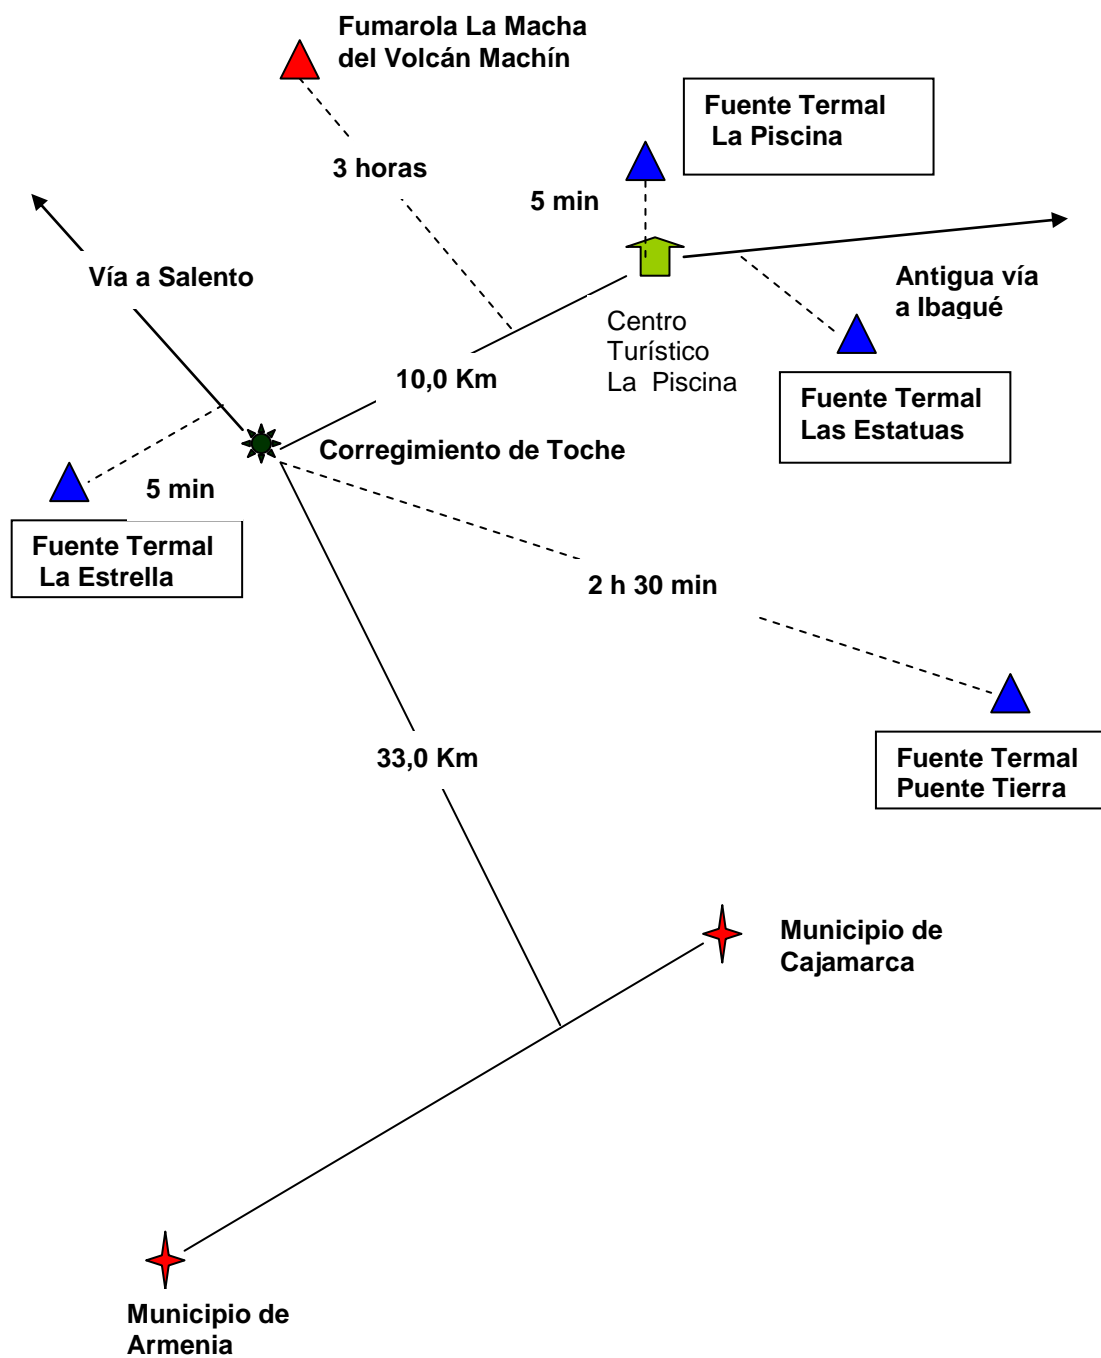 Fumarola La Macha
del Volcán Machín
Fuente Termal
La Piscina
3 horas
5 min
Vía a Salento
Antigua vía
a Ibagué
Centro
Turístico
La Piscina
10,0 Km
Fuente Termal
Las Estatuas
Corregimiento de Toche
5 min
Fuente Termal
La Estrella
2 h 30 min
33,0 Km
Fuente Termal
Puente Tierra
Municipio de
Cajamarca
Municipio de
Armenia